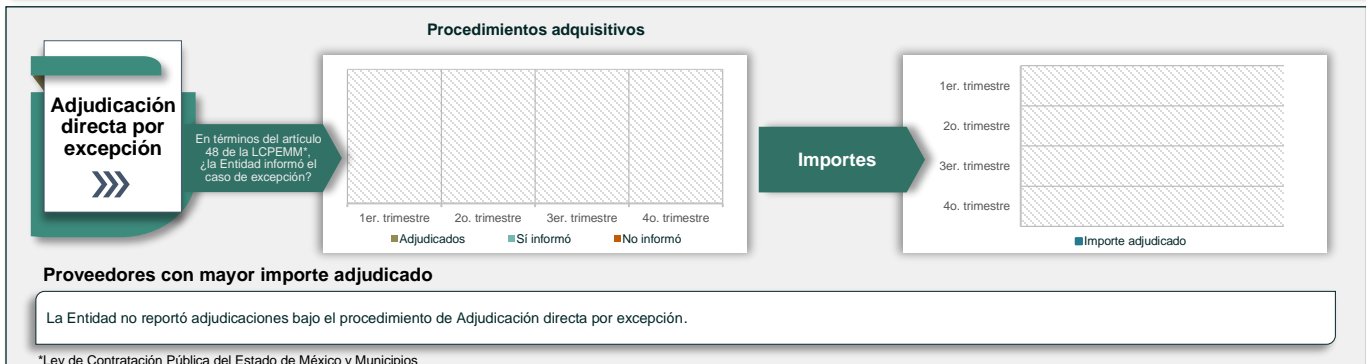 Procedimientos adquisitivos
Adjudicación
directa por
excepción
En términos del artículo
48 de la LCPEMM*,
¿la Entidad informó el
caso de excepción?
1er. trimestre 2o. trimestre 3er. trimestre 4o. trimestre
Adjudicados Sí informó No informó
Importes
1er. trimestre
2o. trimestre
3er. trimestre
4o. trimestre
Importe adjudicado
Proveedores con mayor importe adjudicado
La Entidad no reportó adjudicaciones bajo el procedimiento de Adjudicación directa por excepción.
*Ley de Contratación Pública del Estado de México y Municipios